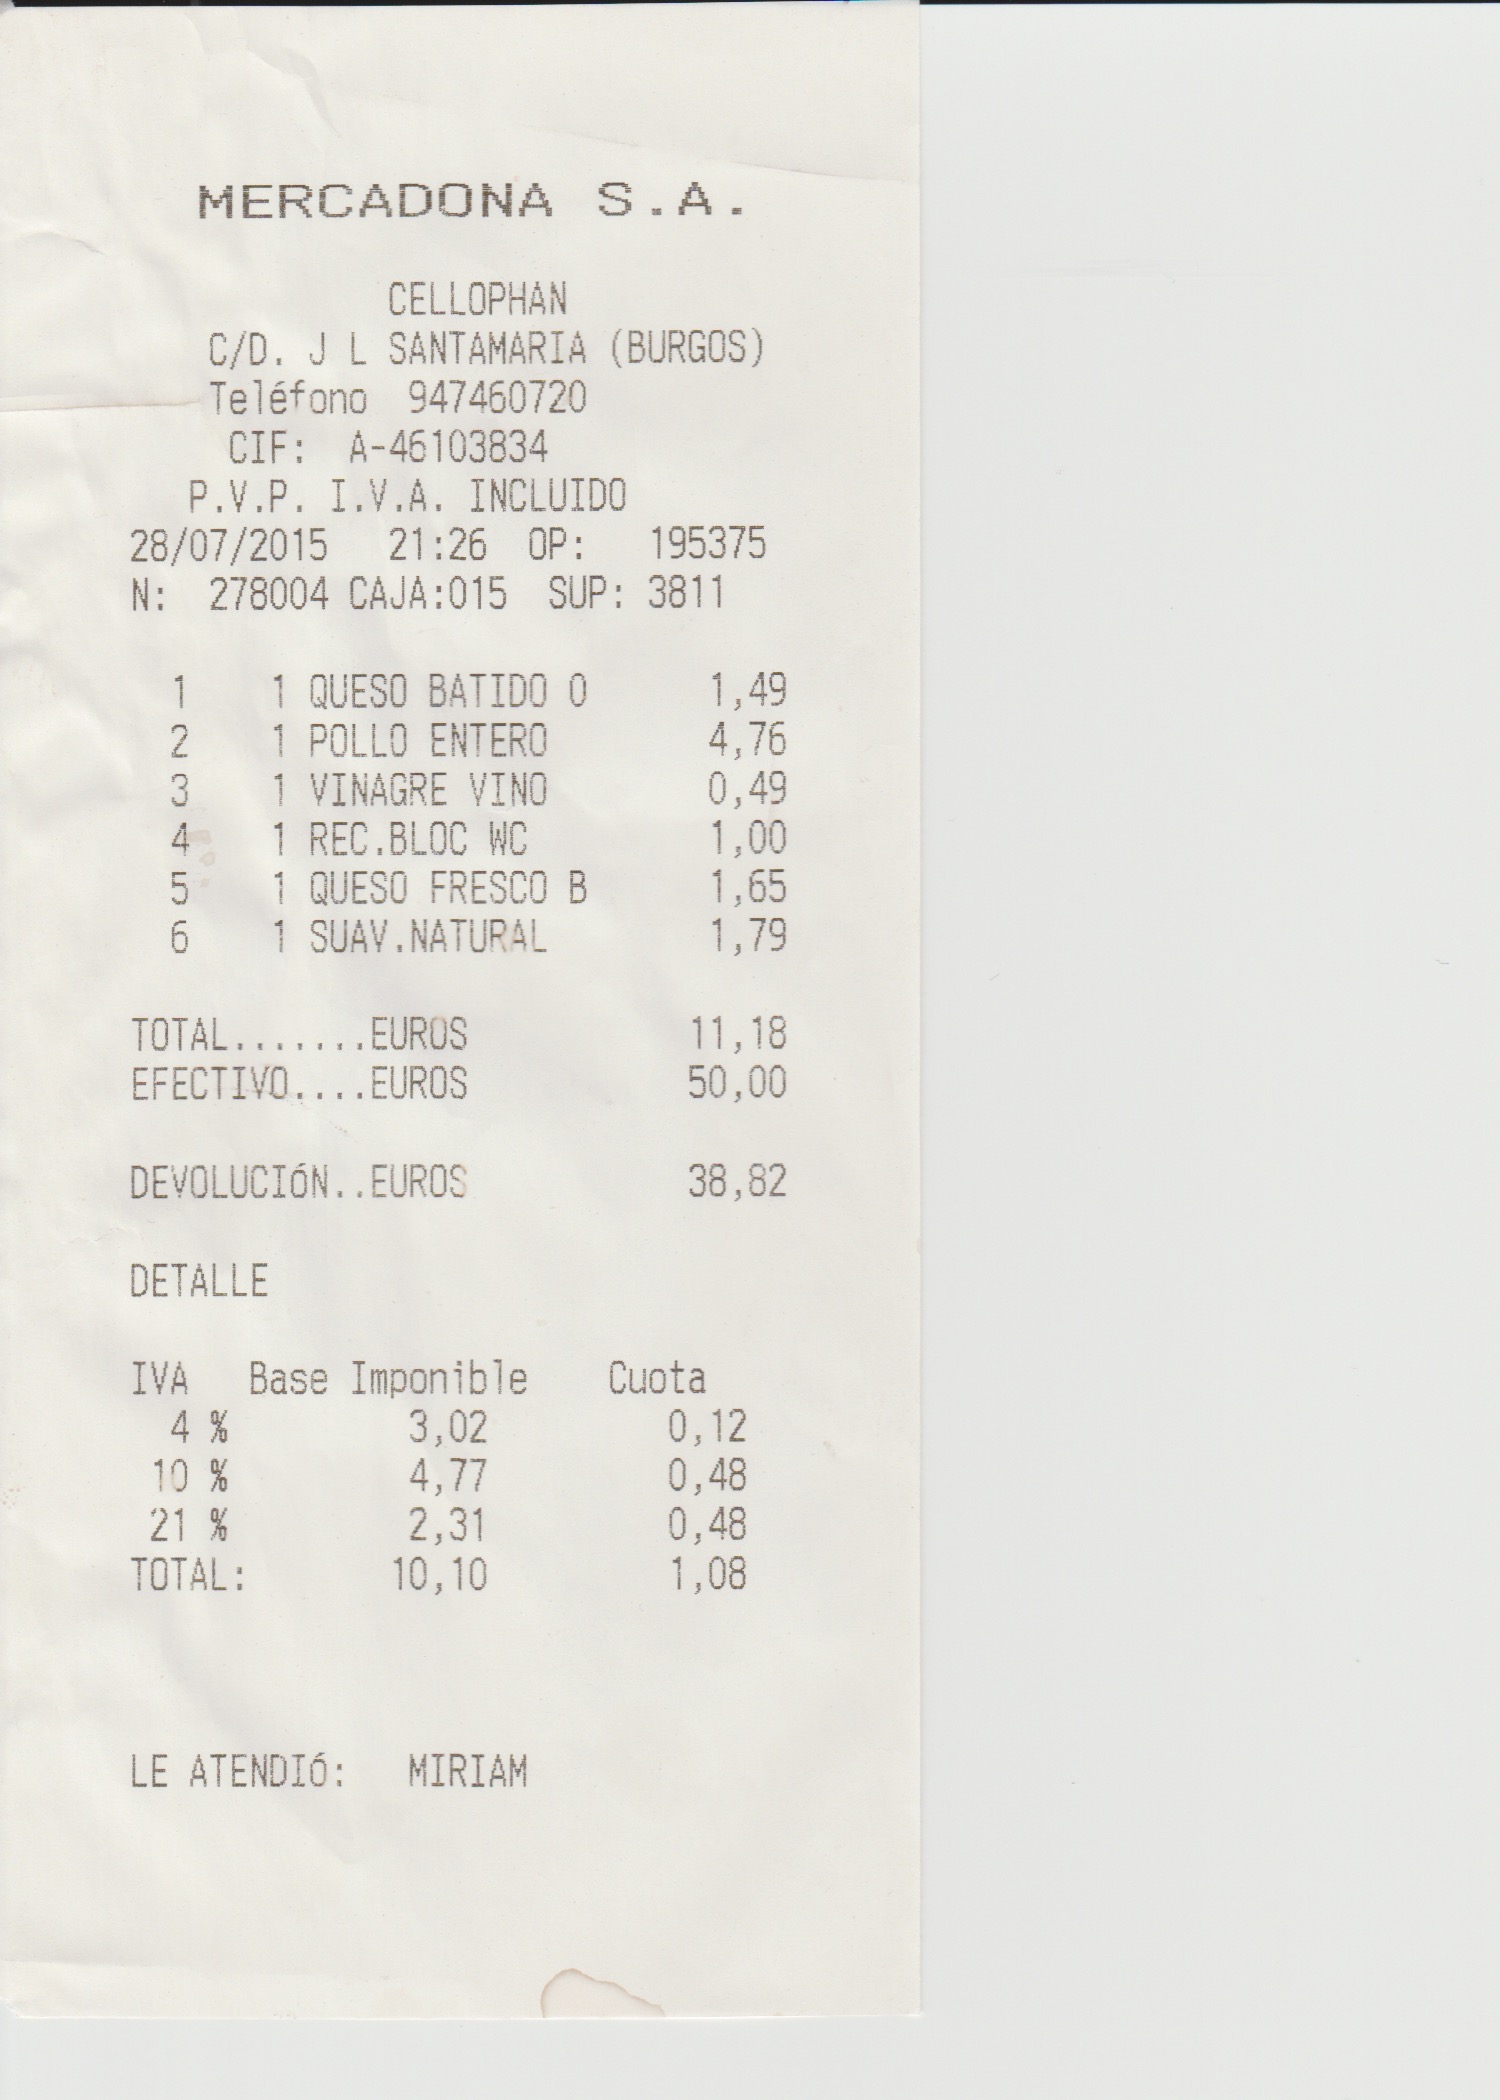 MERCADONA S.A.
CELLOPHAN
C/D. J L SANTAMARIA (BURGOS)
Teléfono 947460720
CIF: A-46103834
P.V.P. I.V.A. INCLUIDO
28/07/2015 21:26 OP: 195375
N: 278004 CAJA:015 SUP: 3811
1 1 QUESO BATIDO 0 1,49
2 1 POLLO ENTERO 4,76
3 1 VINAGRE VINO 0,49
4 1 REC.BLOC WC 1,00
5 1 QUESO FRESCO B 1,65
6 1 SUAV.NATURAL 1,79
TOTAL.......EUROS 11,18
EFECTIVO....EUROS 50,00
DEVOLUCIóN..EUROS 38,82
DETALLE
IVA Base Imponible Cuota
4 % 3,02 0,12
10 % 4,77 0,48
21 % 2,31 0,48
TOTAL: 10,10 1,08
LE ATENDIó: MIRIAM